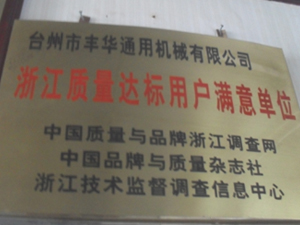 台州市丰华通用机械有限公司
浙江质量达标用户满意单位
中国质量与品牌浙江调查网
中国品牌与质量杂志社
浙江技术监督调查信息中心